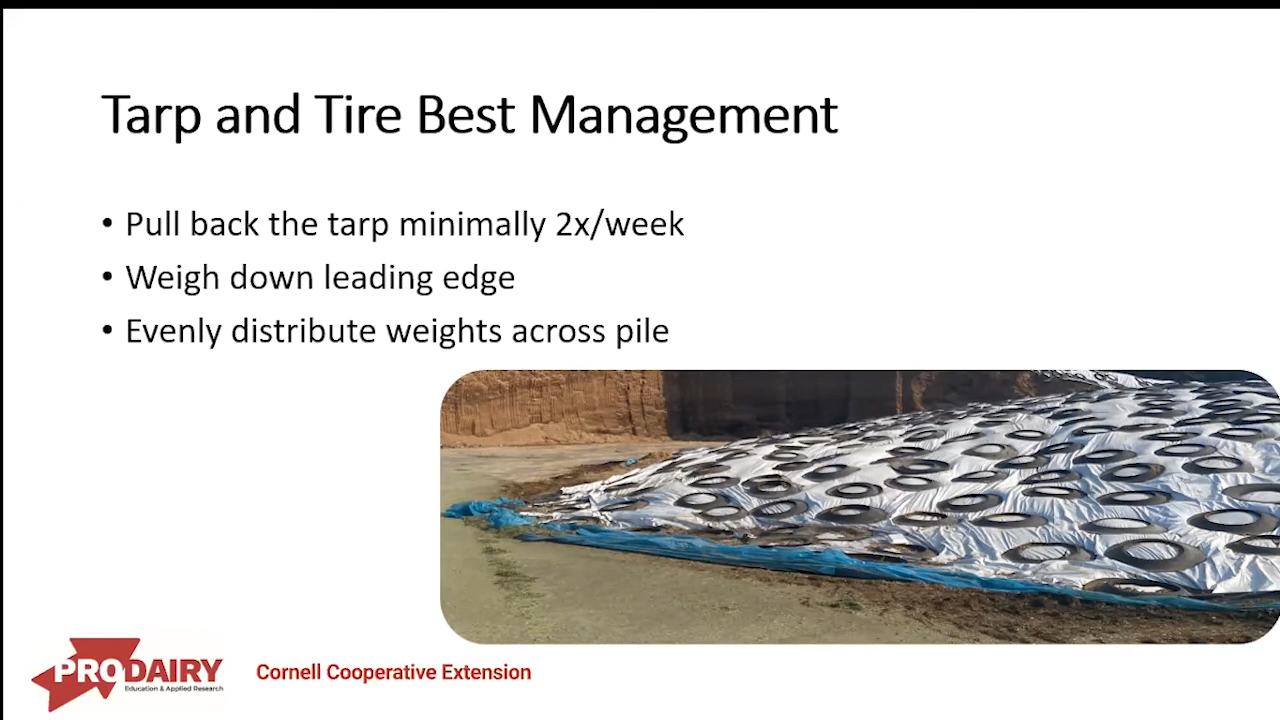 Tarp and Tire Best Management
• Pull back the tarp minimally 2x/week
• Weigh down leading edge
• Evenly distribute weights across pile
PRODAIRY
Education & Applied Research
Cornell Cooperative Extension